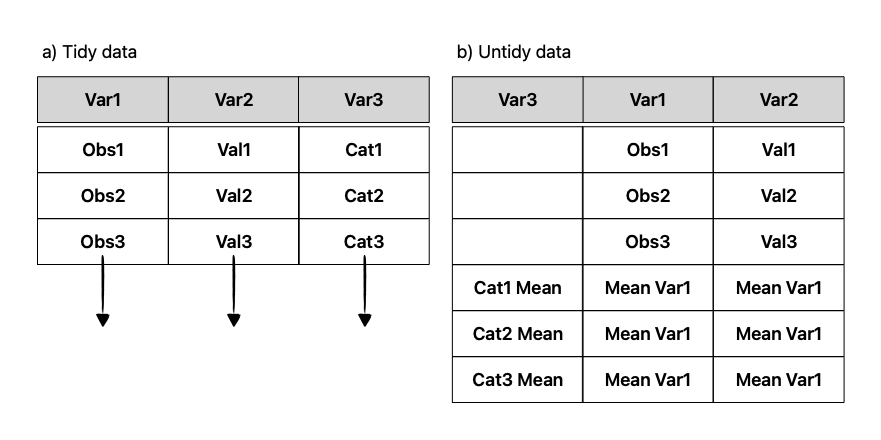 a) Tidy data
Var1 Var2 Var3
Obs1 Val1 Cat1
Obs2 Val2 Cat2
Obs3 Val3 Cat3
b) Untidy data
Var3 Var1 Var2
Obs1 Val1
Obs2 Val2
Obs3 Val3
Cat1 Mean Mean Var1 Mean Var1
Cat2 Mean Mean Var1 Mean Var1
Cat3 Mean Mean Var1 Mean Var1